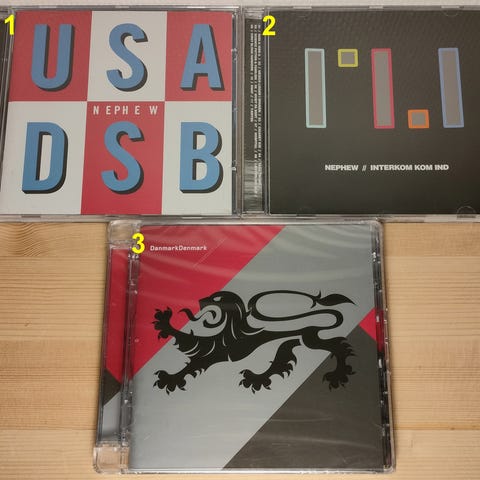 1
USA
NEPHEW
DSB
2
NEPHEW // INTERKOM KOM IND
3
DanmarkDenmark